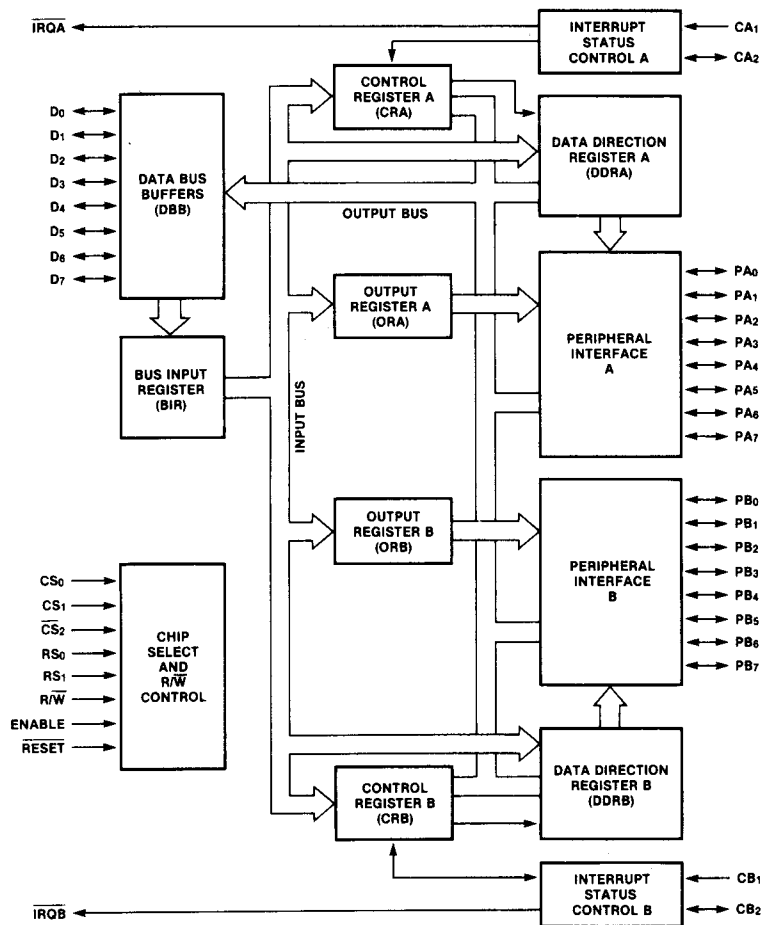 IRQA
INTERRUPT
STATUS
CONTROL A
CA1
CA2
CONTROL
REGISTER A
(CRA)
D0
D1
D2
D3
D4
D5
D6
D7
DATA BUS
BUFFERS
(DBB)
DATA DIRECTION
REGISTER A
(DDRA)
OUTPUT BUS
OUTPUT
REGISTER A
(ORA)
PERIPHERAL
INTERFACE
A
PA0
PA1
PA2
PA3
PA4
PA5
PA6
PA7
BUS INPUT
REGISTER
(BIR)
INPUT BUS
OUTPUT
REGISTER B
(ORB)
PERIPHERAL
INTERFACE
B
PB0
PB1
PB2
PB3
PB4
PB5
PB6
PB7
CS0
CS1
CS2
RS0
RS1
R/W
ENABLE
RESET
CHIP
SELECT
AND
R/W
CONTROL
CONTROL
REGISTER B
(CRB)
DATA DIRECTION
REGISTER B
(DDRB)
INTERRUPT
STATUS
CONTROL B
CB1
CB2
IRQB